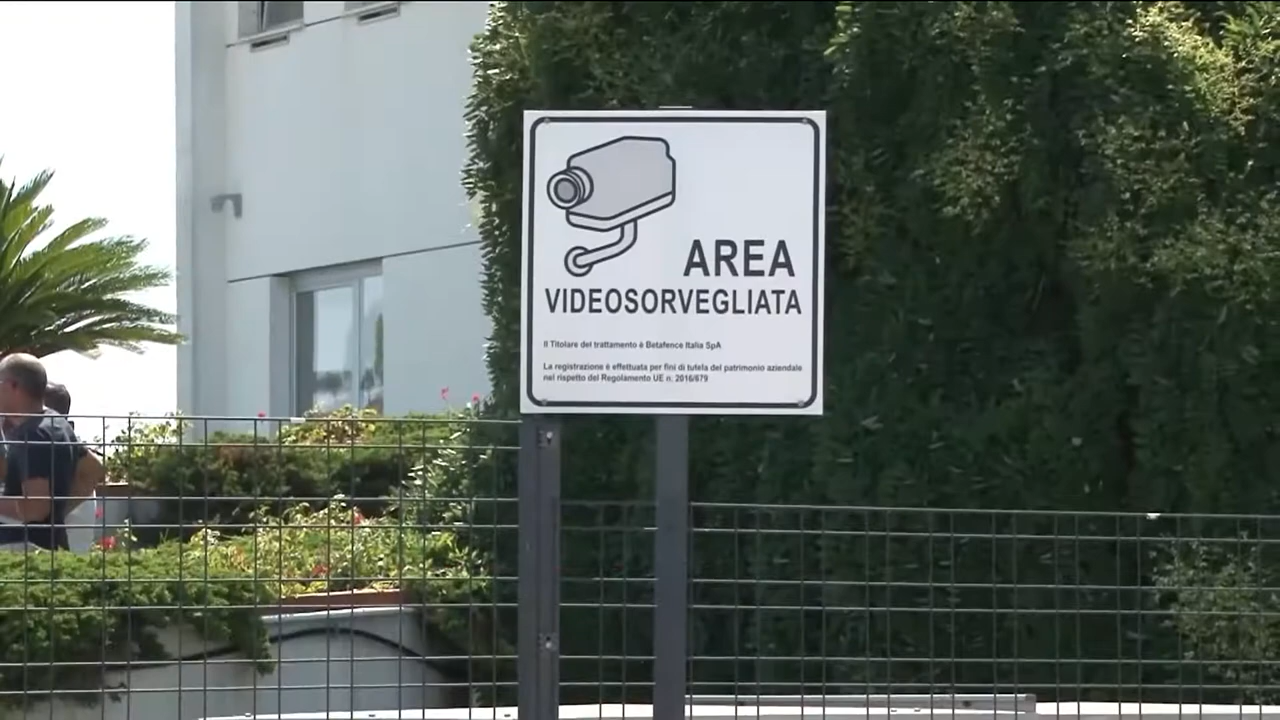 AREA
VIDEOSORVEGLIATA
Il Titolare del trattamento è Betafence Italia SpA
La registrazione è effettuata per fini di tutela del patrimonio aziendale
nel rispetto del Regolamento UE n. 2016/679